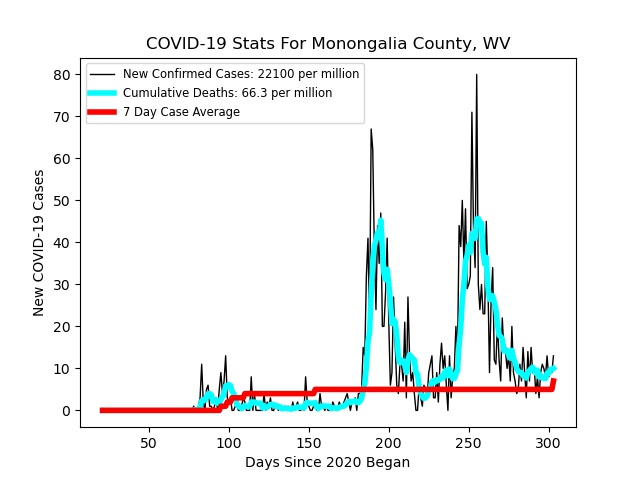 COVID-19 Stats For Monongalia County, WV
New Confirmed Cases: 22100 per million
Cumulative Deaths: 66.3 per million
7 Day Case Average
New COVID-19 Cases
80
70
60
50
40
30
20
10
0
50 100 150 200 250 300
Days Since 2020 Began